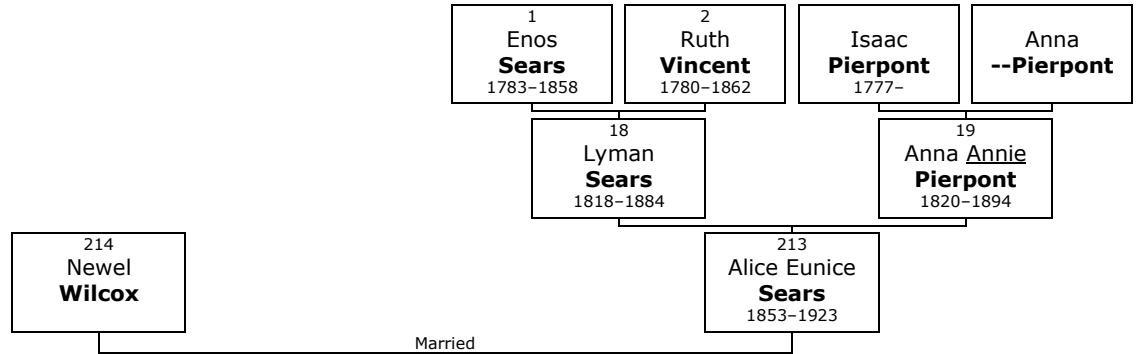 1
Enos
Sears
1783–1858
2
Ruth
Vincent
1780–1862
Isaac
Pierpont
1777–
Anna
--Pierpont
18
Lyman
Sears
1818–1884
19
Anna Annie
Pierpont
1820–1894
214
Newel
Wilcox
213
Alice Eunice
Sears
1853–1923
Married